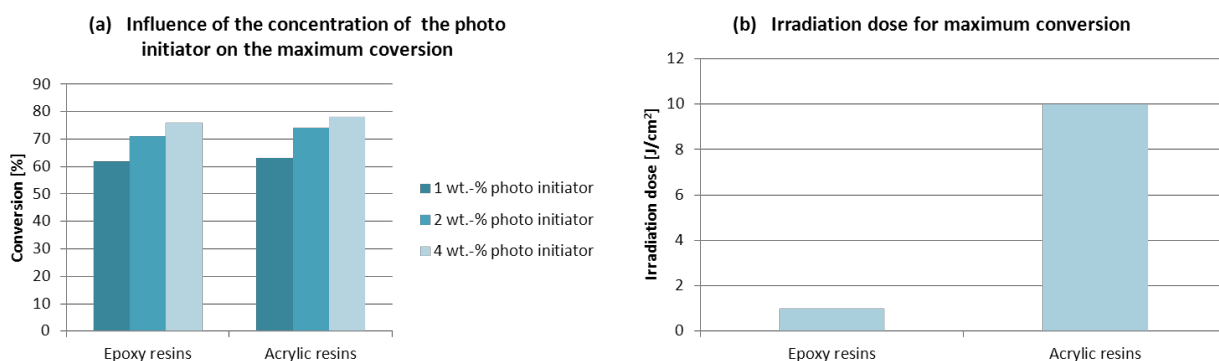 (a) Influence of the concentration of the photo
initiator on the maximum coversion
90
80
70
60
50
40
30
20
10
0
Conversion [%]
Epoxy resins
Acrylic resins
1 wt.-% photo initiator
2 wt.-% photo initiator
4 wt.-% photo initiator
(b) Irradiation dose for maximum conversion
12
10
8
6
4
2
0
Irradiation dose [J/cm²]
Epoxy resins
Acrylic resins